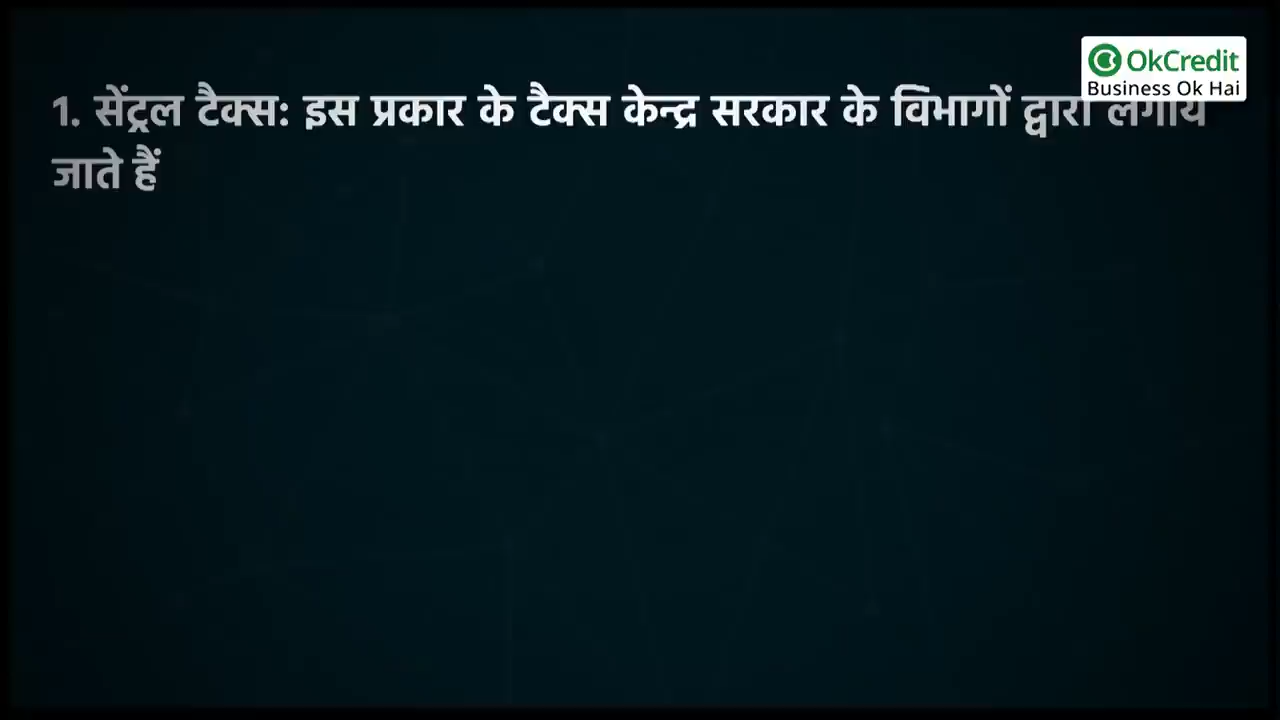 OkCredit
Business Ok Hai
1. सेंट्रल टैक्स: इस प्रकार के टैक्स केन्द्र सरकार के विभागों द्वारा लगाये
जाते हैं